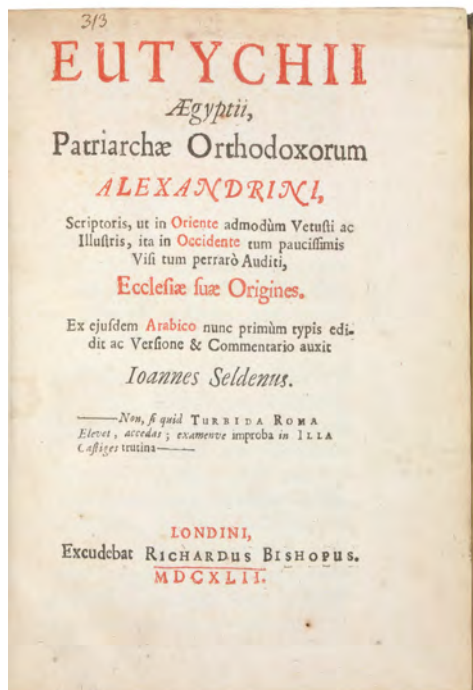 313
EUTYCHII
Ægyptii,
Patriarchæ Orthodoxorum
ALEXANDRINI,
Scriptoris, ut in Oriente admodùm Vetuſti ac
Illuſtris, ita in Occidente tum pauciſſimis
Viſi tum perrarò Auditi,
Eccleſiæ ſuæ Origines.
Ex ejuſdem Arabico nunc primùm typis edi-
dit ac Verſione & Commentario auxit
Ioannes Seldenus.
——Non, ſi quid TURBIDA ROMA
Elevet, accedas; examenve improba in ILLA
Caſtiges trutina——
LONDINI,
Excudebat RICHARDUS BISHOPUS.
MDCXLII.